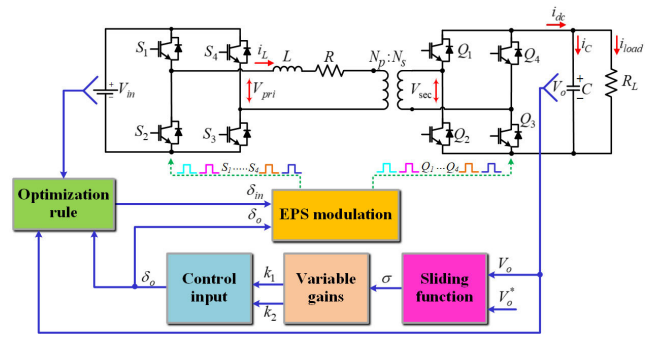 S1
S4
iL
L
R
Np:Ns
Q1
Q4
idc
iC
iload
Vin
Vpri
Vsec
Vo
C
RL
S2
S3
Q2
Q3
S1······S4
Q1···Q4
Optimization
rule
δin
δo
EPS modulation
δo
Control
input
k1
k2
Variable
gains
σ
Sliding
function
Vo
Vo*